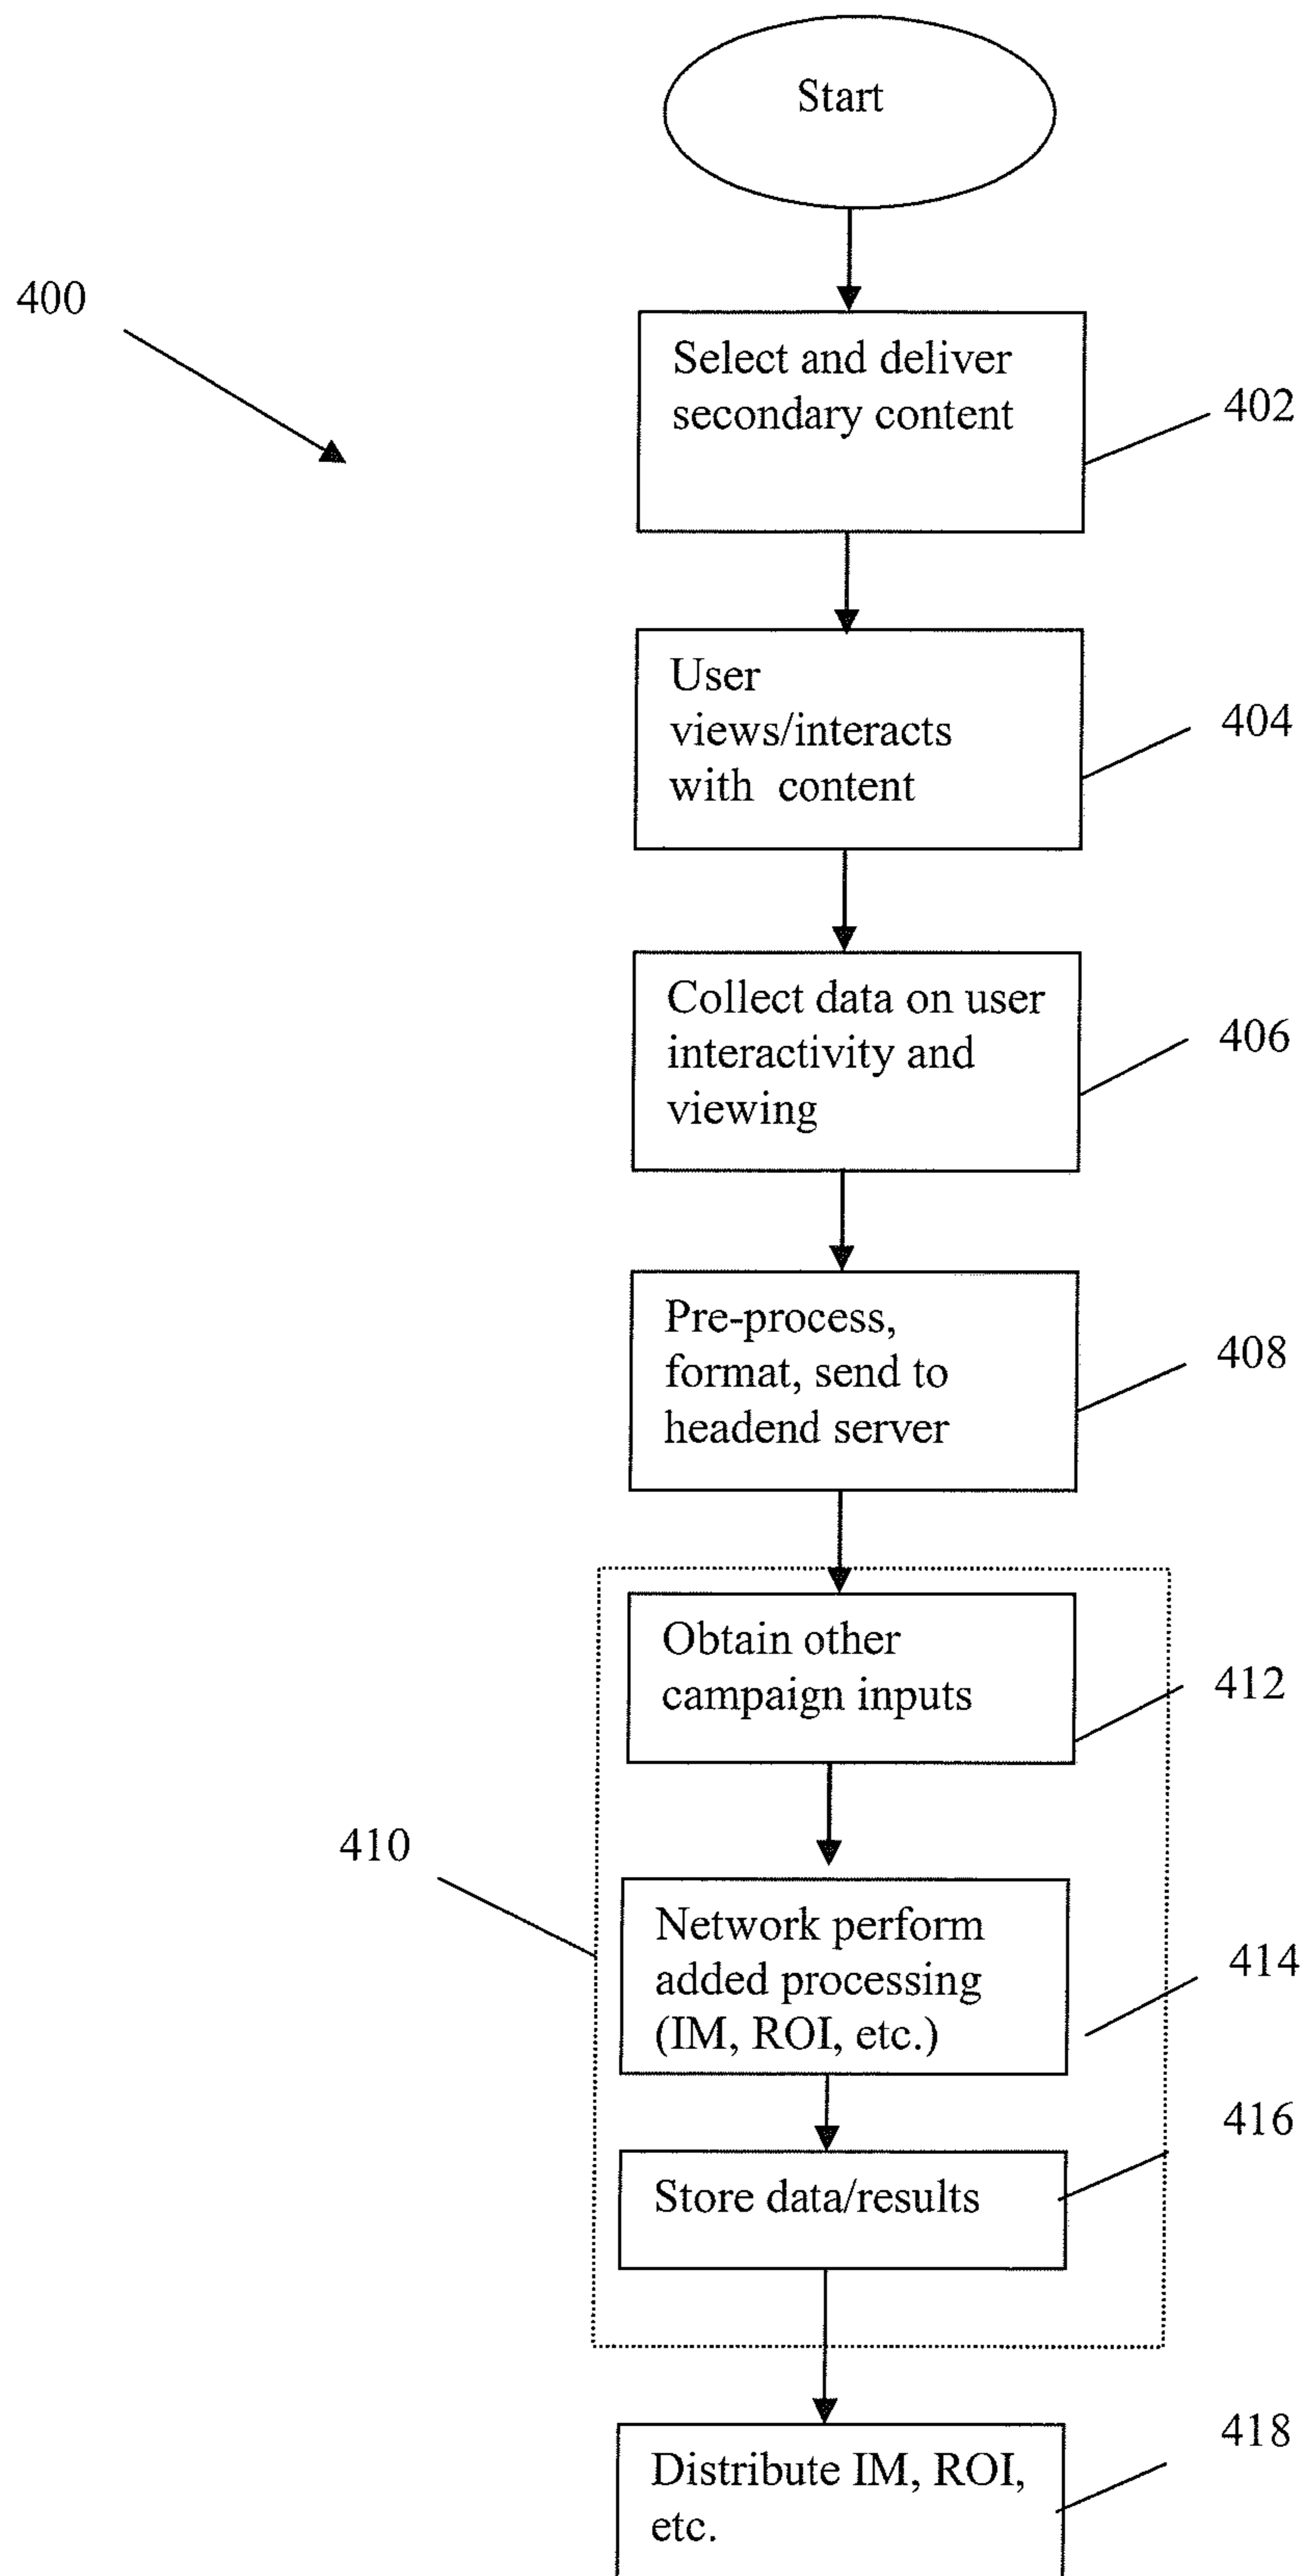 Start
400
Select and deliver
secondary content
402
User
views/interacts
with content
404
Collect data on user
interactivity and
viewing
406
Pre-process,
format, send to
headend server
408
Obtain other
campaign inputs
412
410
Network perform
added processing
(IM, ROI, etc.)
414
416
Store data/results
418
Distribute IM, ROI,
etc.